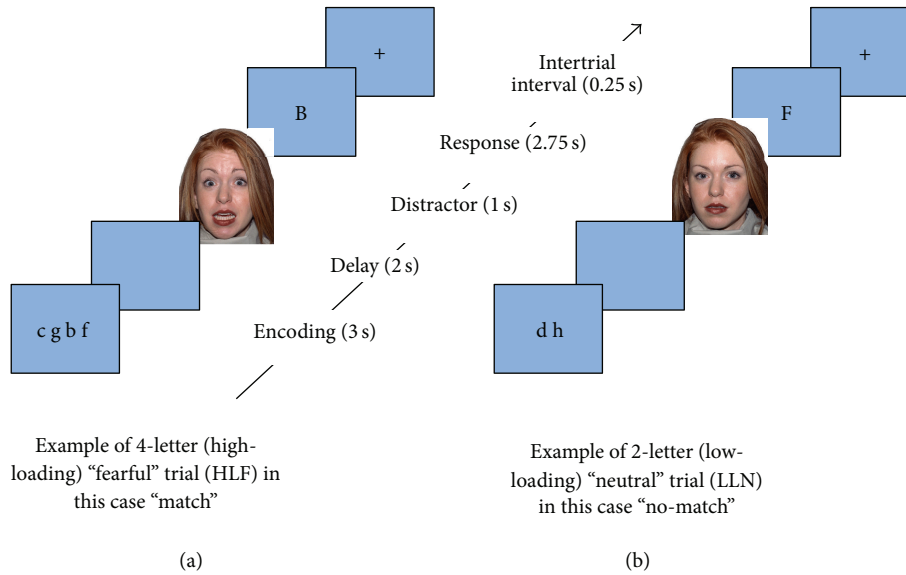 +
B
c g b f
Intertrial
interval (0.25 s)
Response (2.75 s)
Distractor (1 s)
Delay (2 s)
Encoding (3 s)
+
F
d h
Example of 4-letter (high-
loading) “fearful” trial (HLF) in
this case “match”
(a)
Example of 2-letter (low-
loading) “neutral” trial (LLN)
in this case “no-match”
(b)